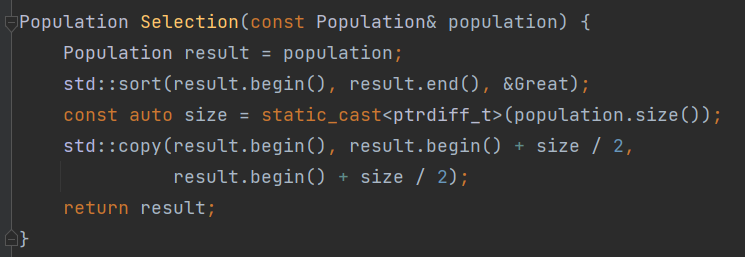 Population Selection(const Population& population) {
    Population result = population;
    std::sort(result.begin(), result.end(), &Great);
    const auto size = static_cast<ptrdiff_t>(population.size());
    std::copy(result.begin(), result.begin() + size / 2,
              result.begin() + size / 2);
    return result;
}